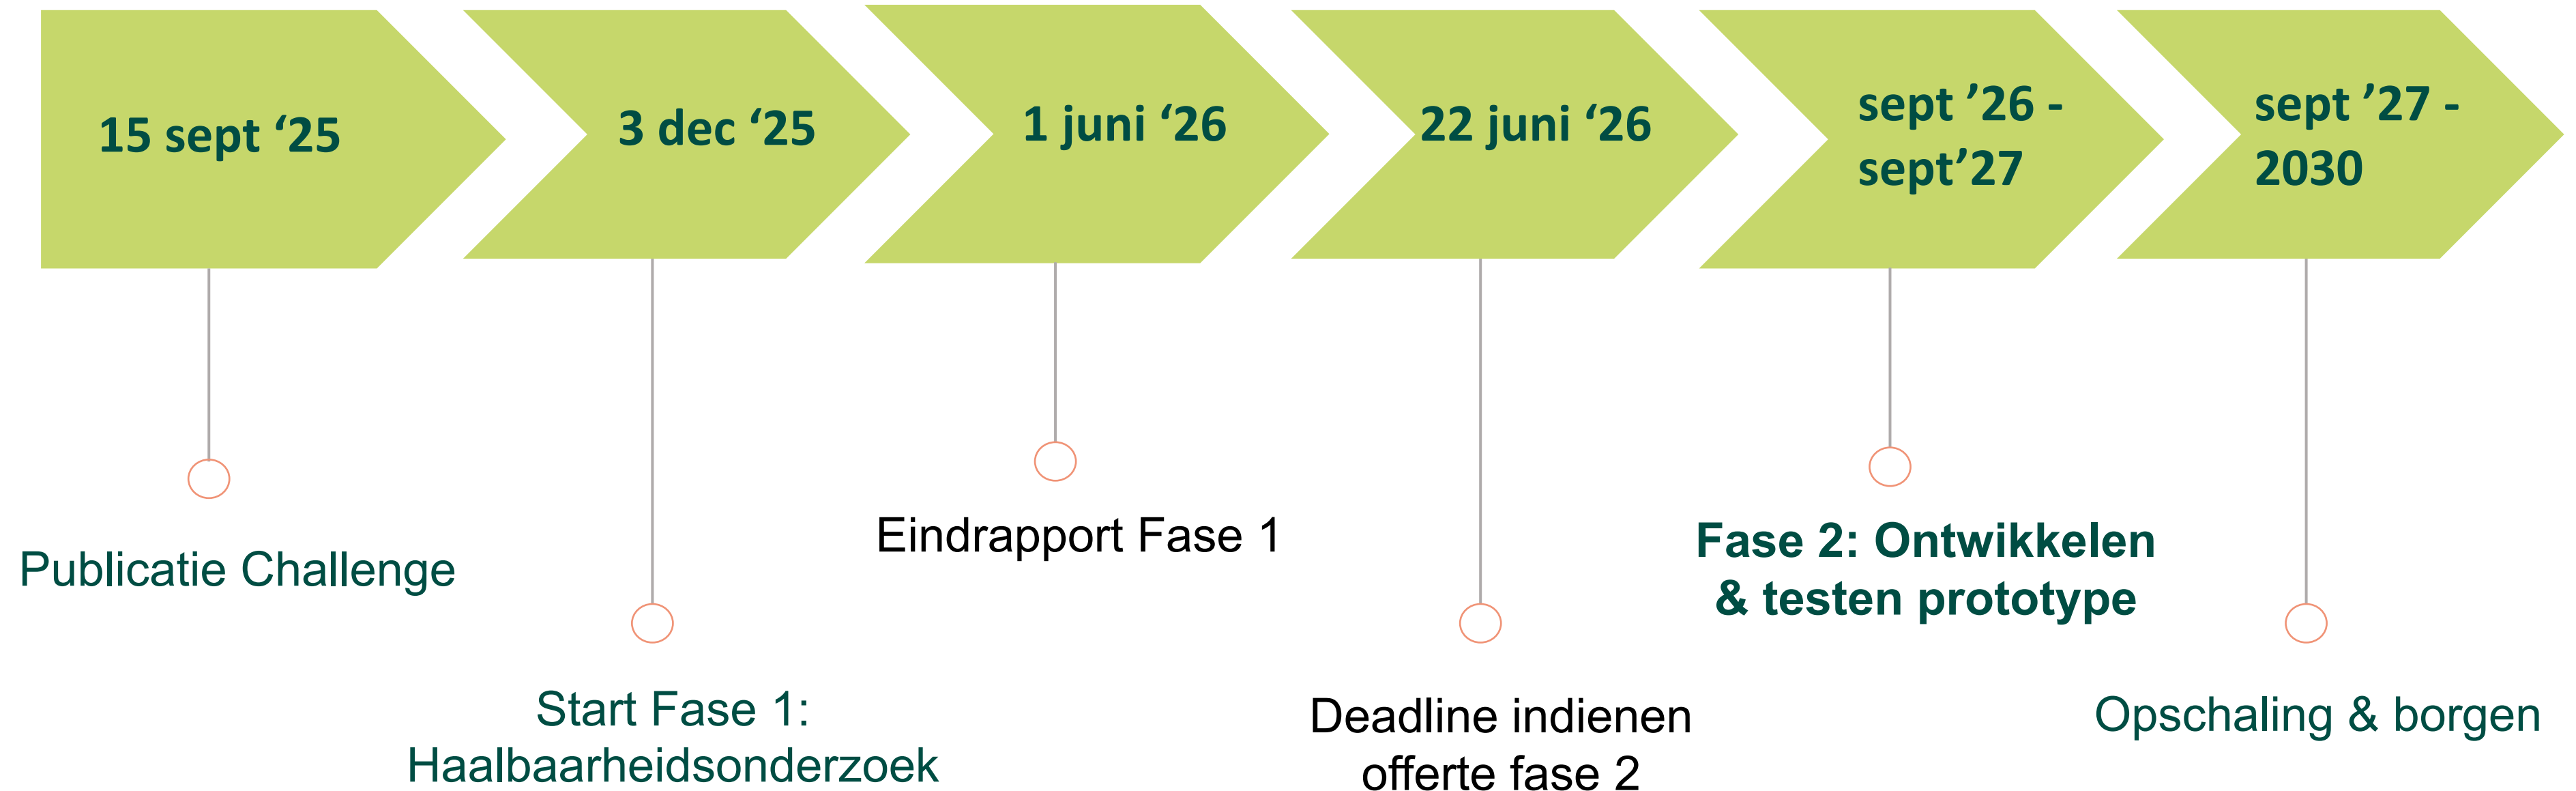 15 sept ‘25
3 dec ‘25
1 juni ‘26
22 juni ‘26
sept ’26 -
sept’27
sept ’27 -
2030
Publicatie Challenge
Start Fase 1:
Haalbaarheidsonderzoek
Eindrapport Fase 1
Deadline indienen
offerte fase 2
Fase 2: Ontwikkelen
& testen prototype
Opschaling & borgen